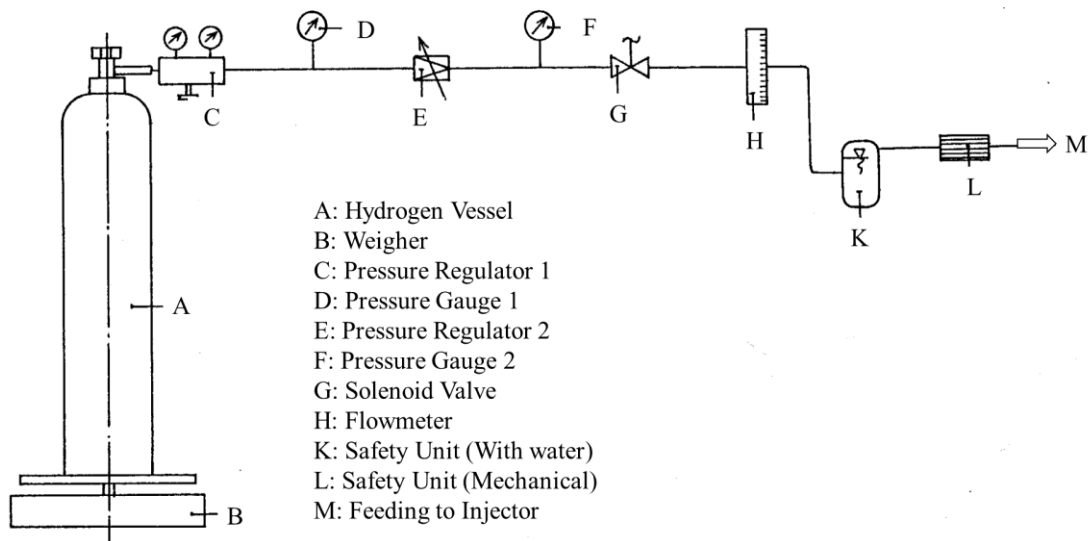 D
F
C
E
G
H
M
L
K
A
B
A: Hydrogen Vessel
B: Weigher
C: Pressure Regulator 1
D: Pressure Gauge 1
E: Pressure Regulator 2
F: Pressure Gauge 2
G: Solenoid Valve
H: Flowmeter
K: Safety Unit (With water)
L: Safety Unit (Mechanical)
M: Feeding to Injector